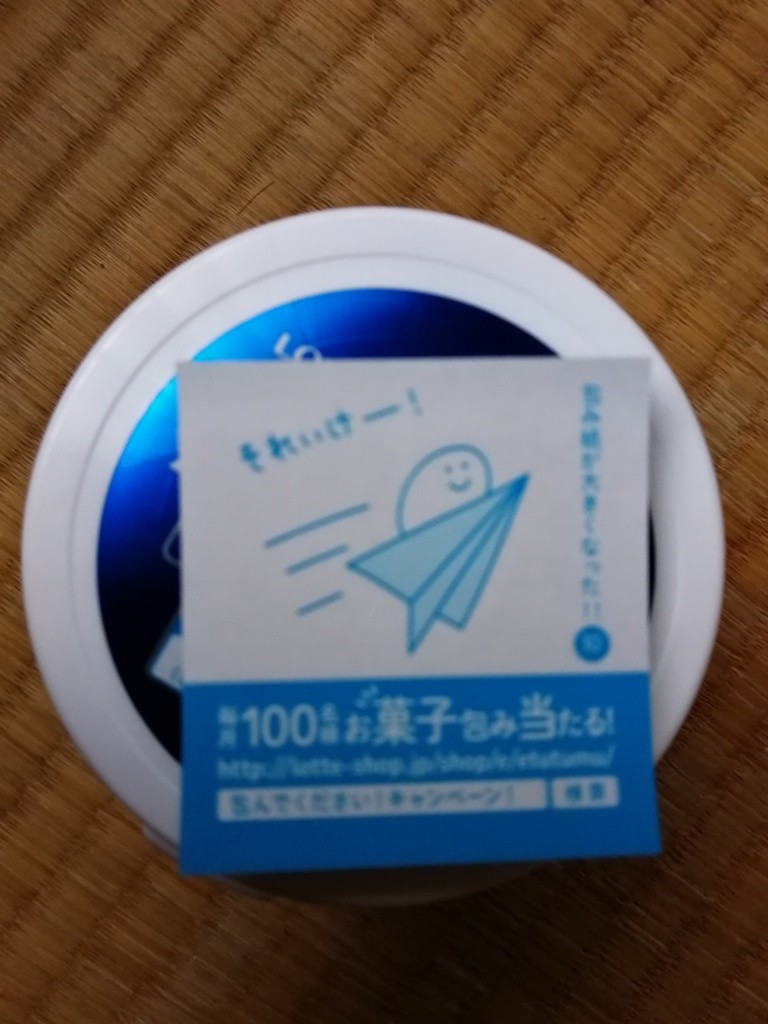 それいけー!
包み紙が大きくなった!!
毎月100名様お菓子包み当たる!
http://lotte-shop.jp/shop/e/etutumu/
包んでください!キャンペーン! 検索